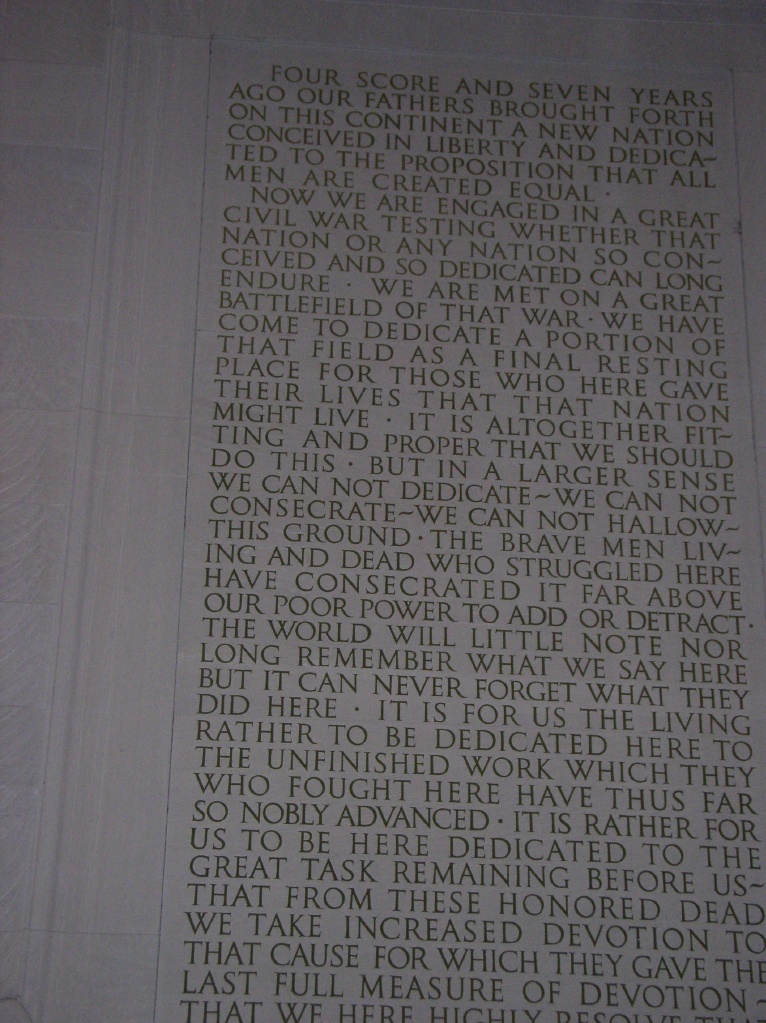 FOUR SCORE AND SEVEN YEARS
AGO OUR FATHERS BROUGHT FORTH
ON THIS CONTINENT A NEW NATION
CONCEIVED IN LIBERTY AND DEDICA~
TED TO THE PROPOSITION THAT ALL
MEN ARE CREATED EQUAL ·
NOW WE ARE ENGAGED IN A GREAT
CIVIL WAR TESTING WHETHER THAT
NATION OR ANY NATION SO CON~
CEIVED AND SO DEDICATED CAN LONG
ENDURE · WE ARE MET ON A GREAT
BATTLEFIELD OF THAT WAR · WE HAVE
COME TO DEDICATE A PORTION OF
THAT FIELD AS A FINAL RESTING
PLACE FOR THOSE WHO HERE GAVE
THEIR LIVES THAT THAT NATION
MIGHT LIVE · IT IS ALTOGETHER FIT~
TING AND PROPER THAT WE SHOULD
DO THIS · BUT IN A LARGER SENSE
WE CAN NOT DEDICATE~WE CAN NOT
CONSECRATE~WE CAN NOT HALLOW~
THIS GROUND · THE BRAVE MEN LIV~
ING AND DEAD WHO STRUGGLED HERE
HAVE CONSECRATED IT FAR ABOVE
OUR POOR POWER TO ADD OR DETRACT ·
THE WORLD WILL LITTLE NOTE NOR
LONG REMEMBER WHAT WE SAY HERE
BUT IT CAN NEVER FORGET WHAT THEY
DID HERE · IT IS FOR US THE LIVING
RATHER TO BE DEDICATED HERE TO
THE UNFINISHED WORK WHICH THEY
WHO FOUGHT HERE HAVE THUS FAR
SO NOBLY ADVANCED · IT IS RATHER FOR
US TO BE HERE DEDICATED TO THE
GREAT TASK REMAINING BEFORE US~
THAT FROM THESE HONORED DEAD
WE TAKE INCREASED DEVOTION TO
THAT CAUSE FOR WHICH THEY GAVE THE
LAST FULL MEASURE OF DEVOTION~
THAT WE HERE HIGHLY RESOLVE THAT